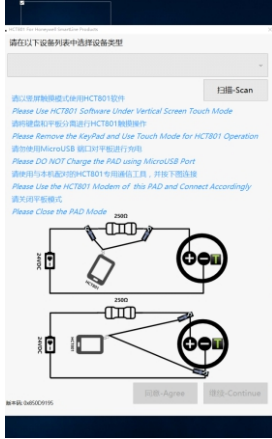 HCT801 For Honeywell Smartline Products
请在以下设备列表中选择设备类型
扫描-Scan
请以竖屏触摸模式使用HCT801软件
Please Use HCT801 Software Under Vertical Screen Touch Mode
请将键盘和平板分离进行HCT801触摸操作
Please Remove the KeyPad and Use Touch Mode for HCT801 Operation
请勿使用MicroUSB 端口对平板进行充电
Please DO NOT Charge the PAD using MicroUSB Port
请使用与本机配对的HCT801专用通信工具,并按下图连接
Please Use the HCT801 Modem of this PAD and Connect Accordingly
请关闭平板模式
Please Close the PAD Mode
250Ω
24VDC
HCT801
T
250Ω
24VDC
HCT801
T
同意-Agree
继续-Continue
版本码: 0x850D9195